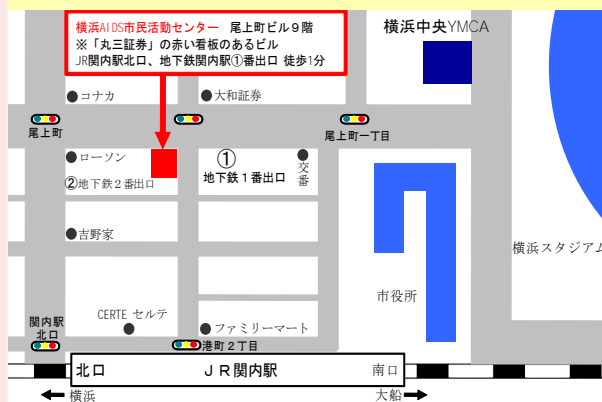 横浜AIDS市民活動センター 尾上町ビル９階
※「丸三証券」の赤い看板のあるビル
JR関内駅北口、地下鉄関内駅①番出口 徒歩1分
横浜中央YMCA
●コナカ
●大和証券
尾上町
尾上町一丁目
●ローソン
①
地下鉄１番出口
交番
②地下鉄２番出口
●吉野家
横浜スタジアム
市役所
関内駅
北口
CERTE セルテ
●ファミリーマート
港町２丁目
北口
ＪＲ関内駅
南口
横浜
大船